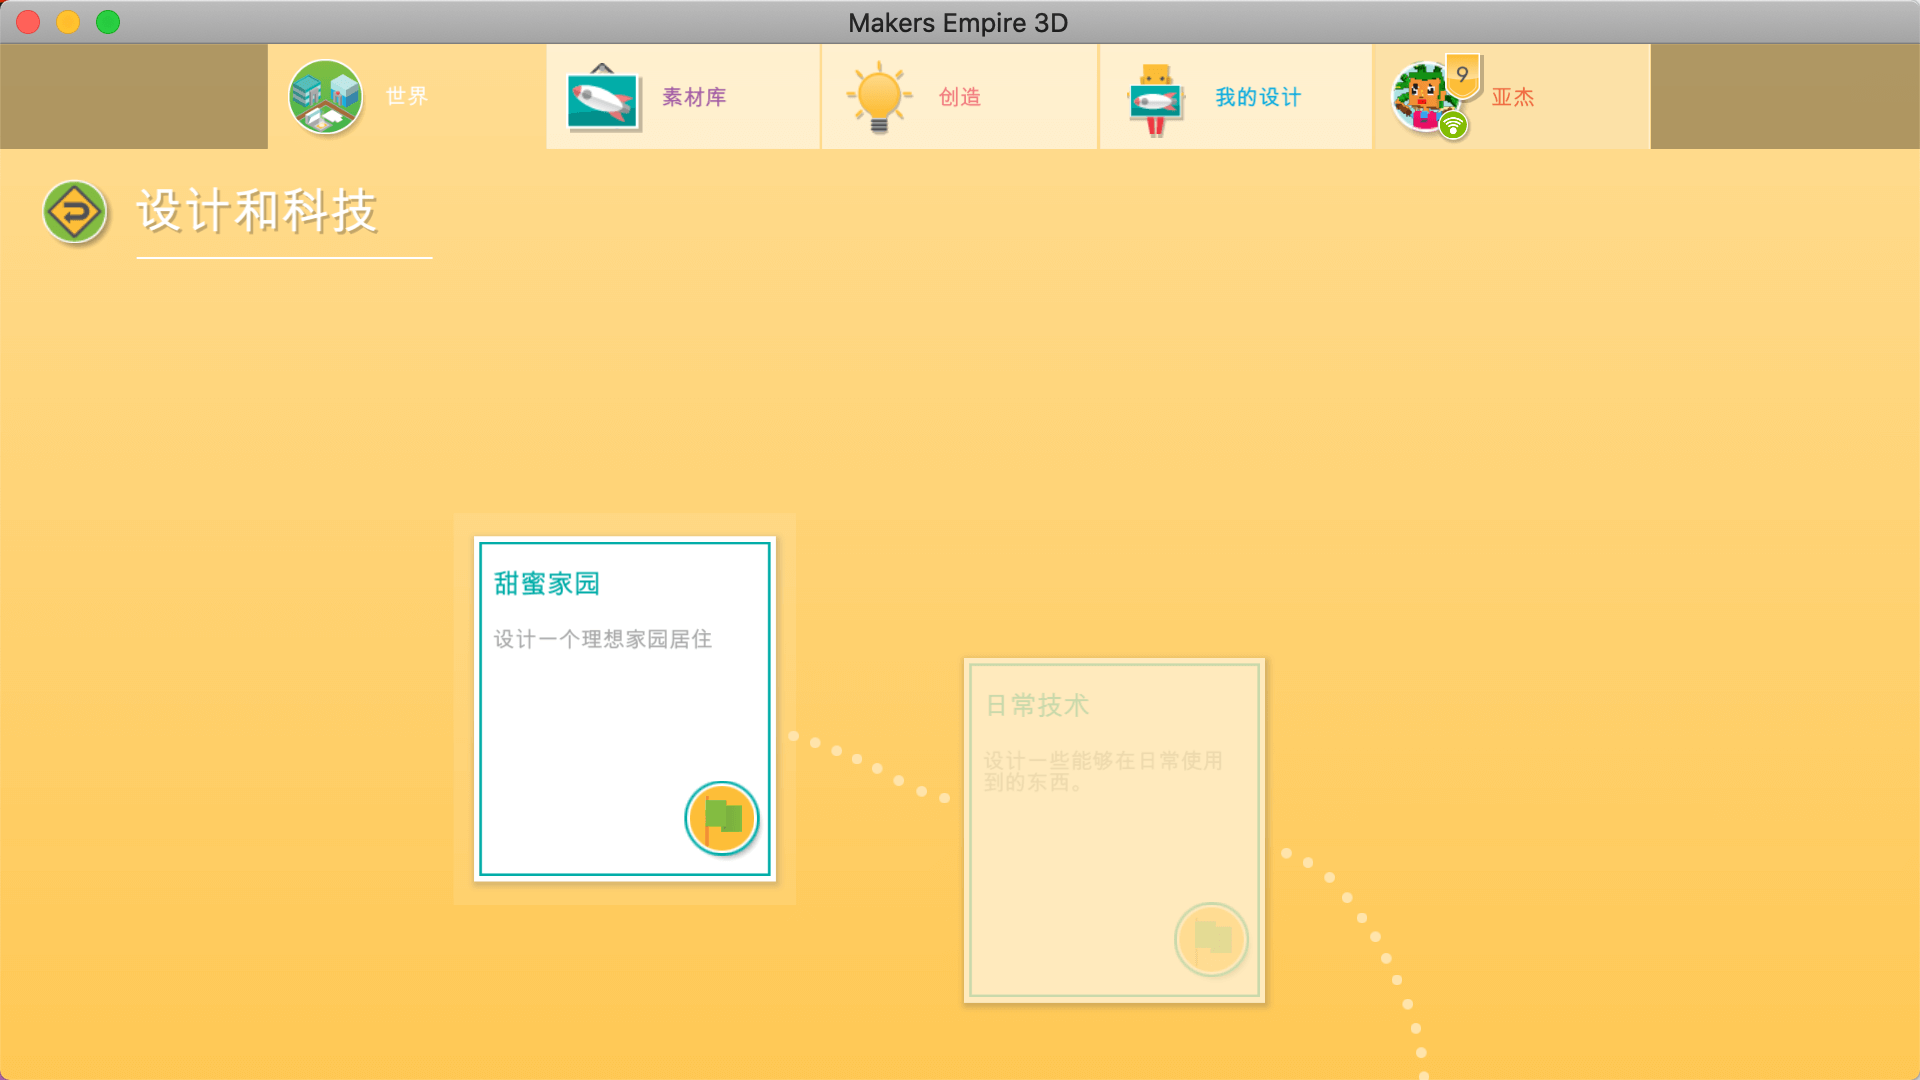 Makers Empire 3D
世界
素材库
创造
我的设计
9
亚杰
设计和科技
甜蜜家园
设计一个理想家园居住
日常技术
设计一些能够在日常使用
到的东西。